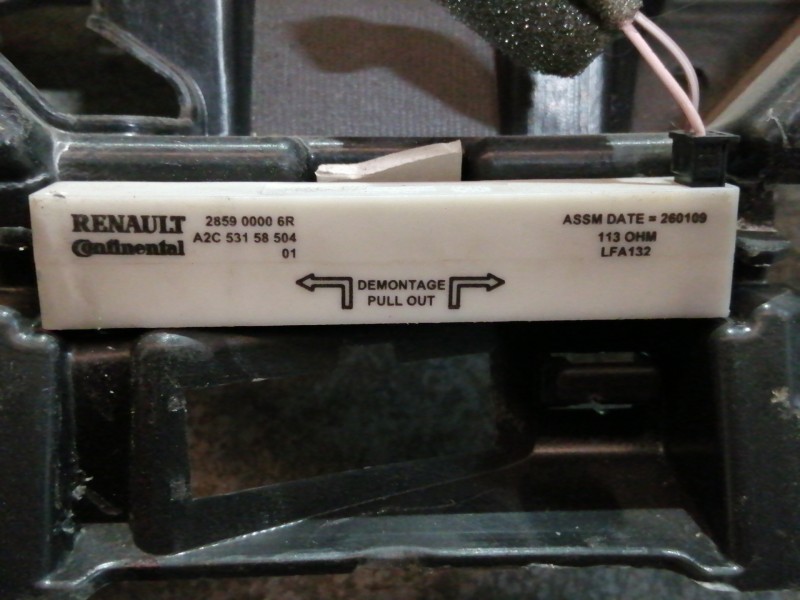 RENAULT 2859 0000 6R
Continental A2C 531 58 504
01
ASSM DATE = 260109
113 OHM
LFA132
DEMONTAGE
PULL OUT